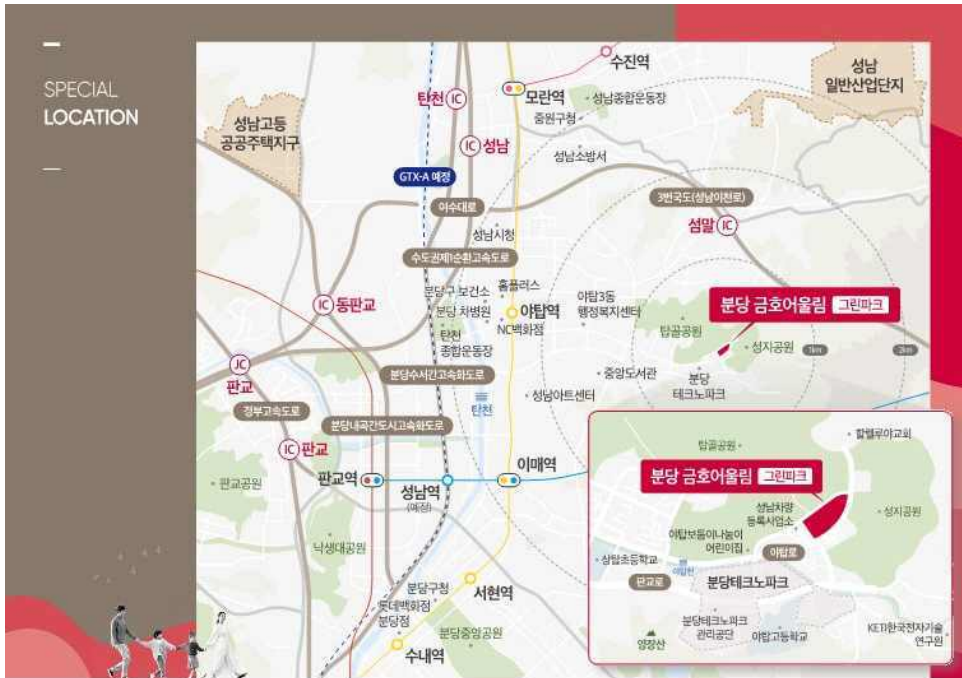 SPECIAL
LOCATION
성남고등
공공주택지구
탄천 IC
IC 성남
GTX-A 예정
여수대로
수도권제1순환고속도로
모란역
수진역
성남종합운동장
중원구청
성남소방서
성남
일반산업단지
3번국도(성남이천로)
섬말 IC
성남시청
분당구 보건소
홈플러스
분당 차병원
야탑역
NC백화점
탄천
종합운동장
야탑3동
행정복지센터
분당 금호어울림 그린파크
탑골공원
성지공원
1km
2km
분당
테크노파크
중앙도서관
성남아트센터
IC 동판교
JC
판교
경부고속도로
IC 판교
분당수서간고속화도로
분당내곡간도시고속화도로
탄천
판교역
성남역
(예정)
이매역
판교공원
낙생대공원
분당구청
롯데백화점
분당점
서현역
분당중앙공원
수내역
탑골공원
할렐루야교회
분당 금호어울림 그린파크
성남차량
등록사업소
성지공원
야탑보통이나눔이
어린이집
상탑초등학교
야탑천
야탑로
판교로
분당테크노파크
분당테크노파크
관리공단
야탑고등학교
영장산
KETI한국전자기술
연구원